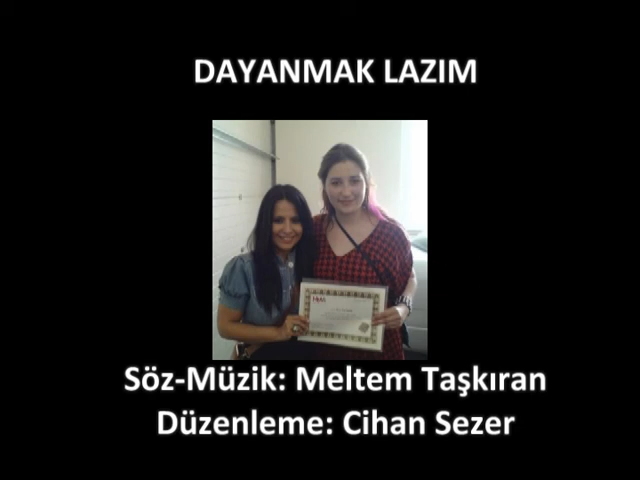 DAYANMAK LAZIM
Söz-Müzik: Meltem Taşkıran
Düzenleme: Cihan Sezer